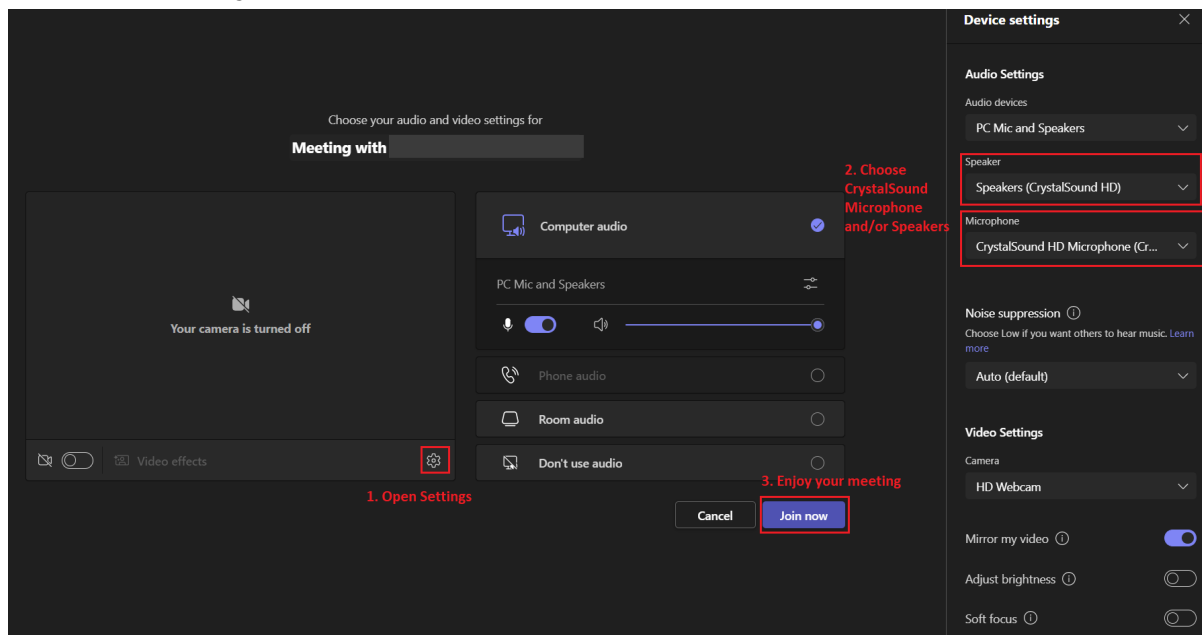 Choose your audio and video settings for
Meeting with
Your camera is turned off
Video effects
1. Open Settings
Computer audio
PC Mic and Speakers
Phone audio
Room audio
Don't use audio
3. Enjoy your meeting
Cancel
Join now
2. Choose
CrystalSound
Microphone
and/or Speakers
Device settings
Audio Settings
Audio devices
PC Mic and Speakers
Speaker
Speakers (CrystalSound HD)
Microphone
CrystalSound HD Microphone (Cr...
Noise suppression
Choose Low if you want others to hear music. Learn
more
Auto (default)
Video Settings
Camera
HD Webcam
Mirror my video
Adjust brightness
Soft focus